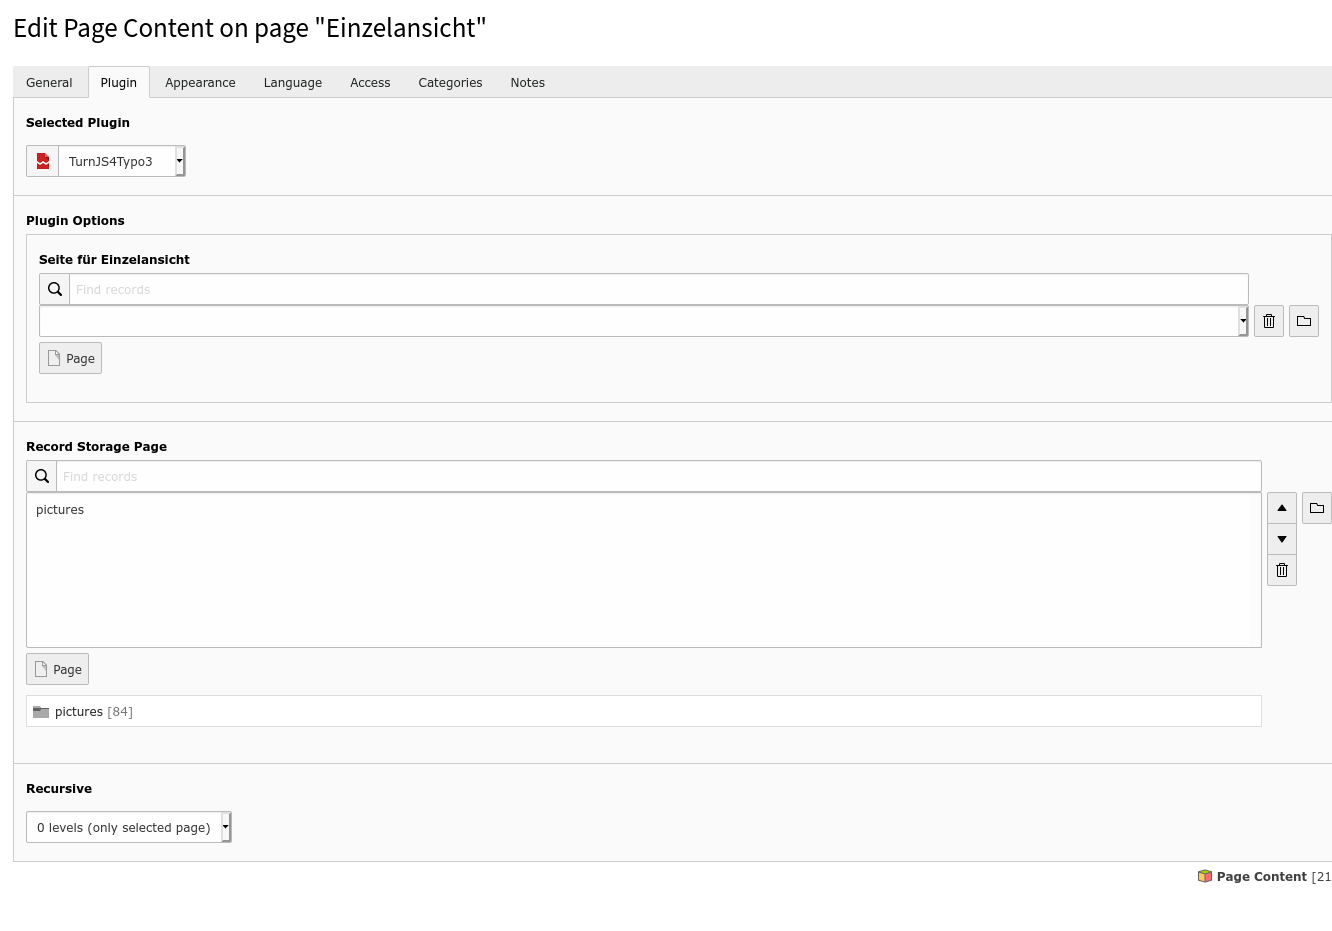 Edit Page Content on page "Einzelansicht"
General Plugin Appearance Language Access Categories Notes
Selected Plugin
TurnJS4Typo3
Plugin Options
Seite für Einzelansicht
Find records
Page
Record Storage Page
Find records
pictures
Page
pictures [84]
Recursive
0 levels (only selected page)
Page Content [21